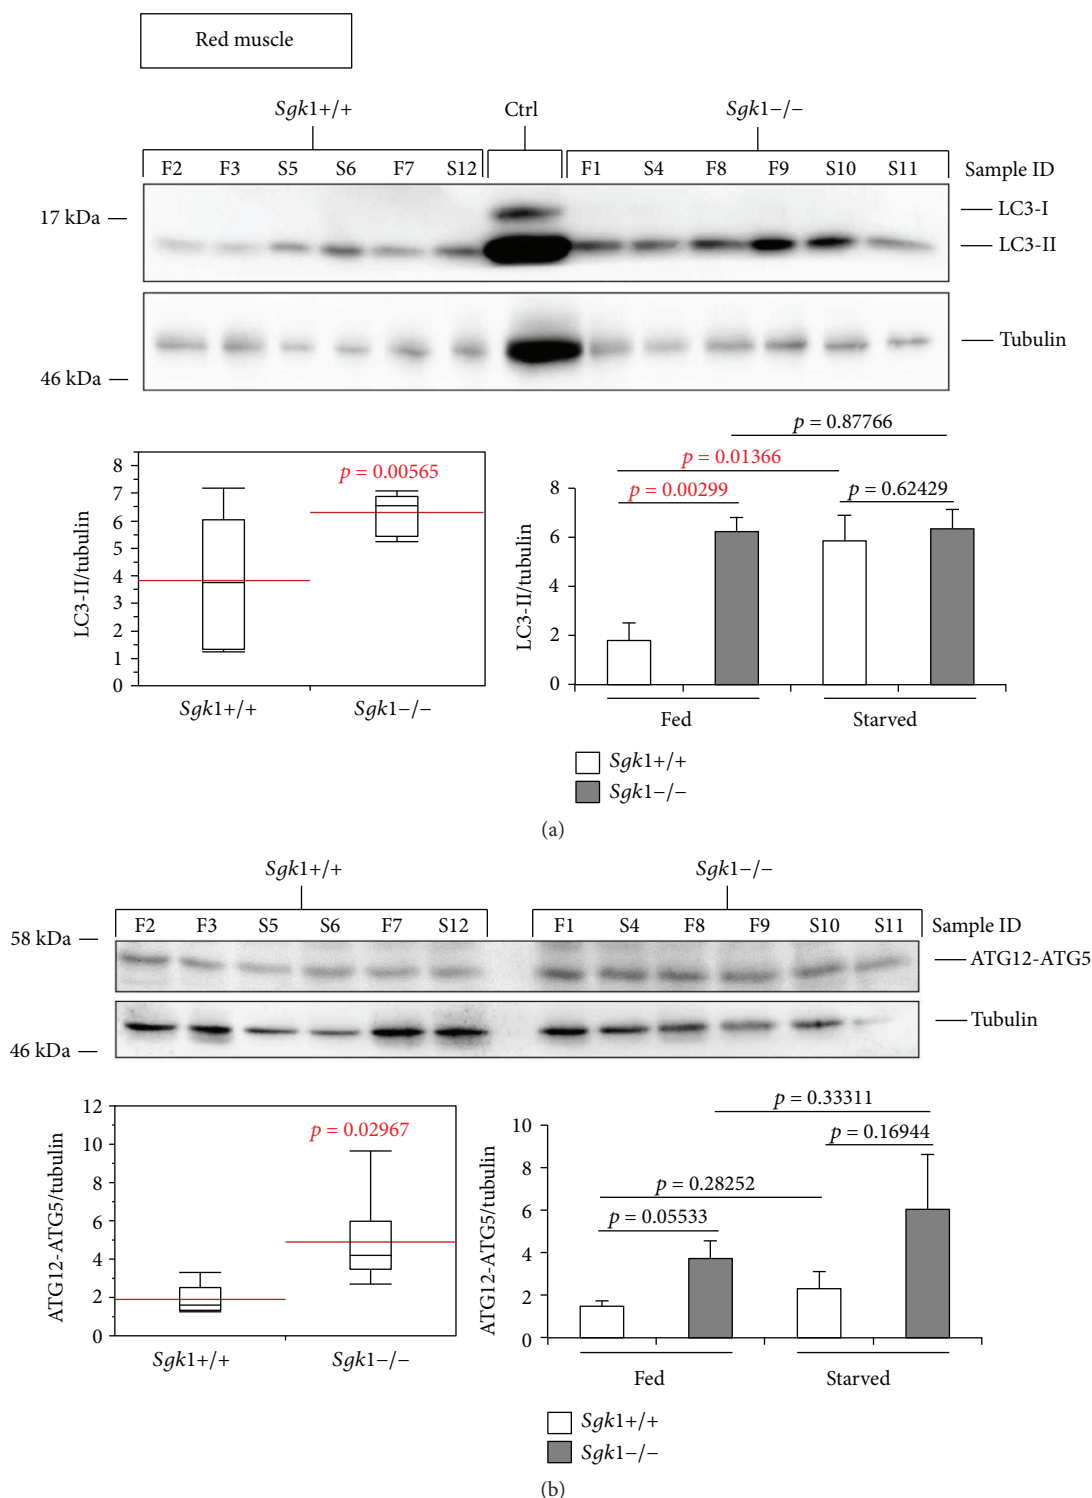 Red muscle
Sgk1+/+ Ctrl Sgk1−/−
F2 F3 S5 S6 F7 S12 F1 S4 F8 F9 S10 S11 Sample ID
17 kDa LC3-I
LC3-II
Tubulin
46 kDa
p = 0.00565
8
7
6
5
4
3
2
1
0
LC3-II/tubulin
Sgk1+/+ Sgk1−/−
p = 0.87766
p = 0.01366
p = 0.00299 p = 0.62429
8
6
4
2
0
LC3-II/tubulin
Fed Starved
Sgk1+/+
Sgk1−/−
(a)
Sgk1+/+ Sgk1−/−
F2 F3 S5 S6 F7 S12 F1 S4 F8 F9 S10 S11 Sample ID
58 kDa
ATG12-ATG5
Tubulin
46 kDa
p = 0.02967
12
10
8
6
4
2
0
ATG12-ATG5/tubulin
Sgk1+/+ Sgk1−/−
p = 0.33311
p = 0.16944
p = 0.28252
p = 0.05533
10
8
6
4
2
0
ATG12-ATG5/tubulin
Fed Starved
Sgk1+/+
Sgk1−/−
(b)